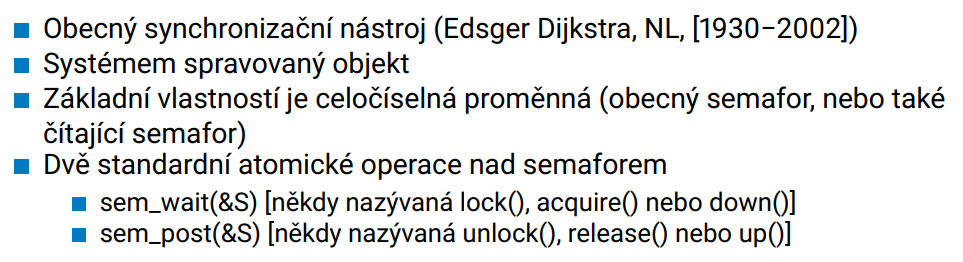 Obecný synchronizační nástroj (Edsger Dijkstra, NL, [1930−2002])
Systémem spravovaný objekt
Základní vlastností je celočíselná proměnná (obecný semafor, nebo také
čítající semafor)
Dvě standardní atomické operace nad semaforem
sem_wait(&S) [někdy nazývaná lock(), acquire() nebo down()]
sem_post(&S) [někdy nazývaná unlock(), release() nebo up()]